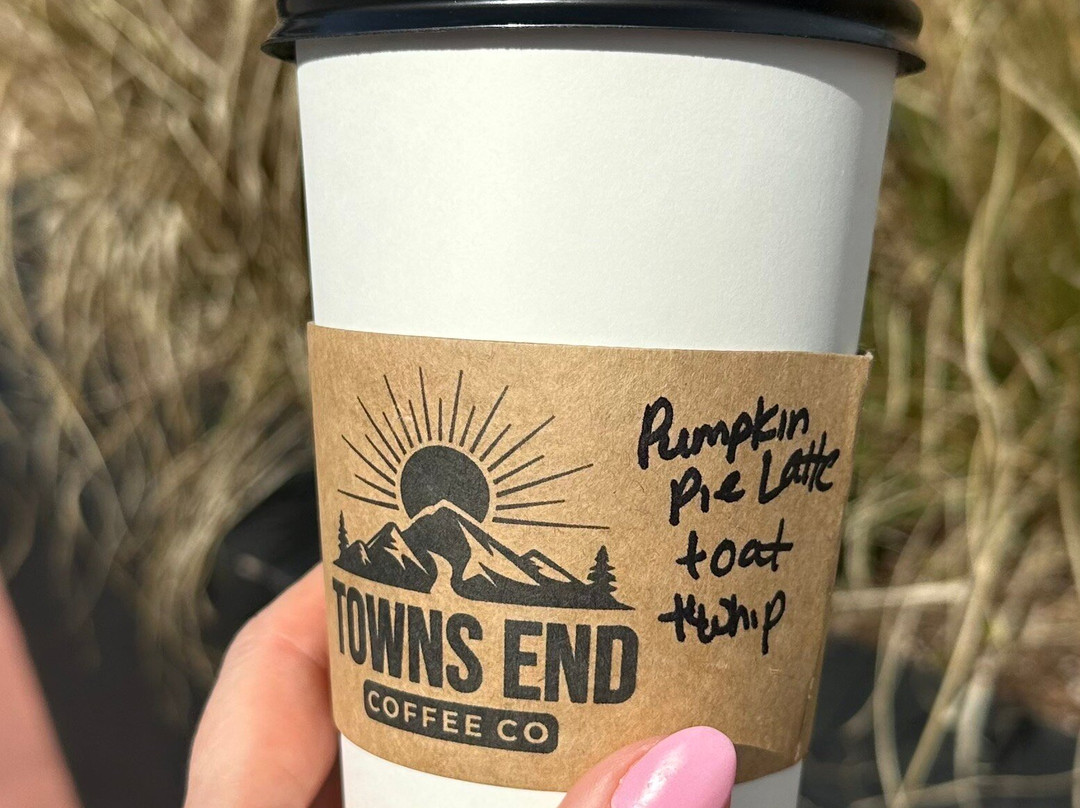 TOWNS END
COFFEE CO
Pumpkin
Pie Latte
+oat
+whip